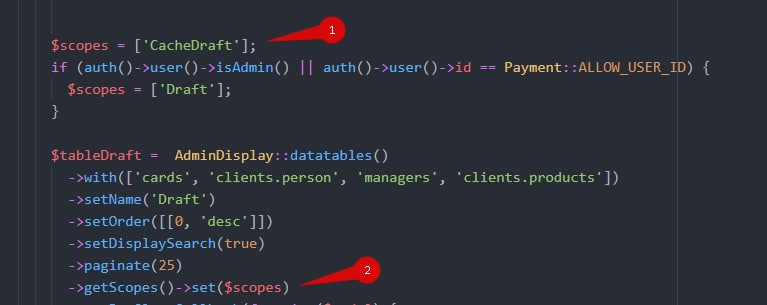 $scopes = ['CacheDraft'];
1
if (auth()->user()->isAdmin() || auth()->user()->id == Payment::ALLOW_USER_ID) {
$scopes = ['Draft'];
}
$tableDraft =  AdminDisplay::datatables()
->with(['cards', 'clients.person', 'managers', 'clients.products'])
->setName('Draft')
->setOrder([[0, 'desc']])
->setDisplaySearch(true)
->paginate(25)
->getScopes()->set($scopes)
2